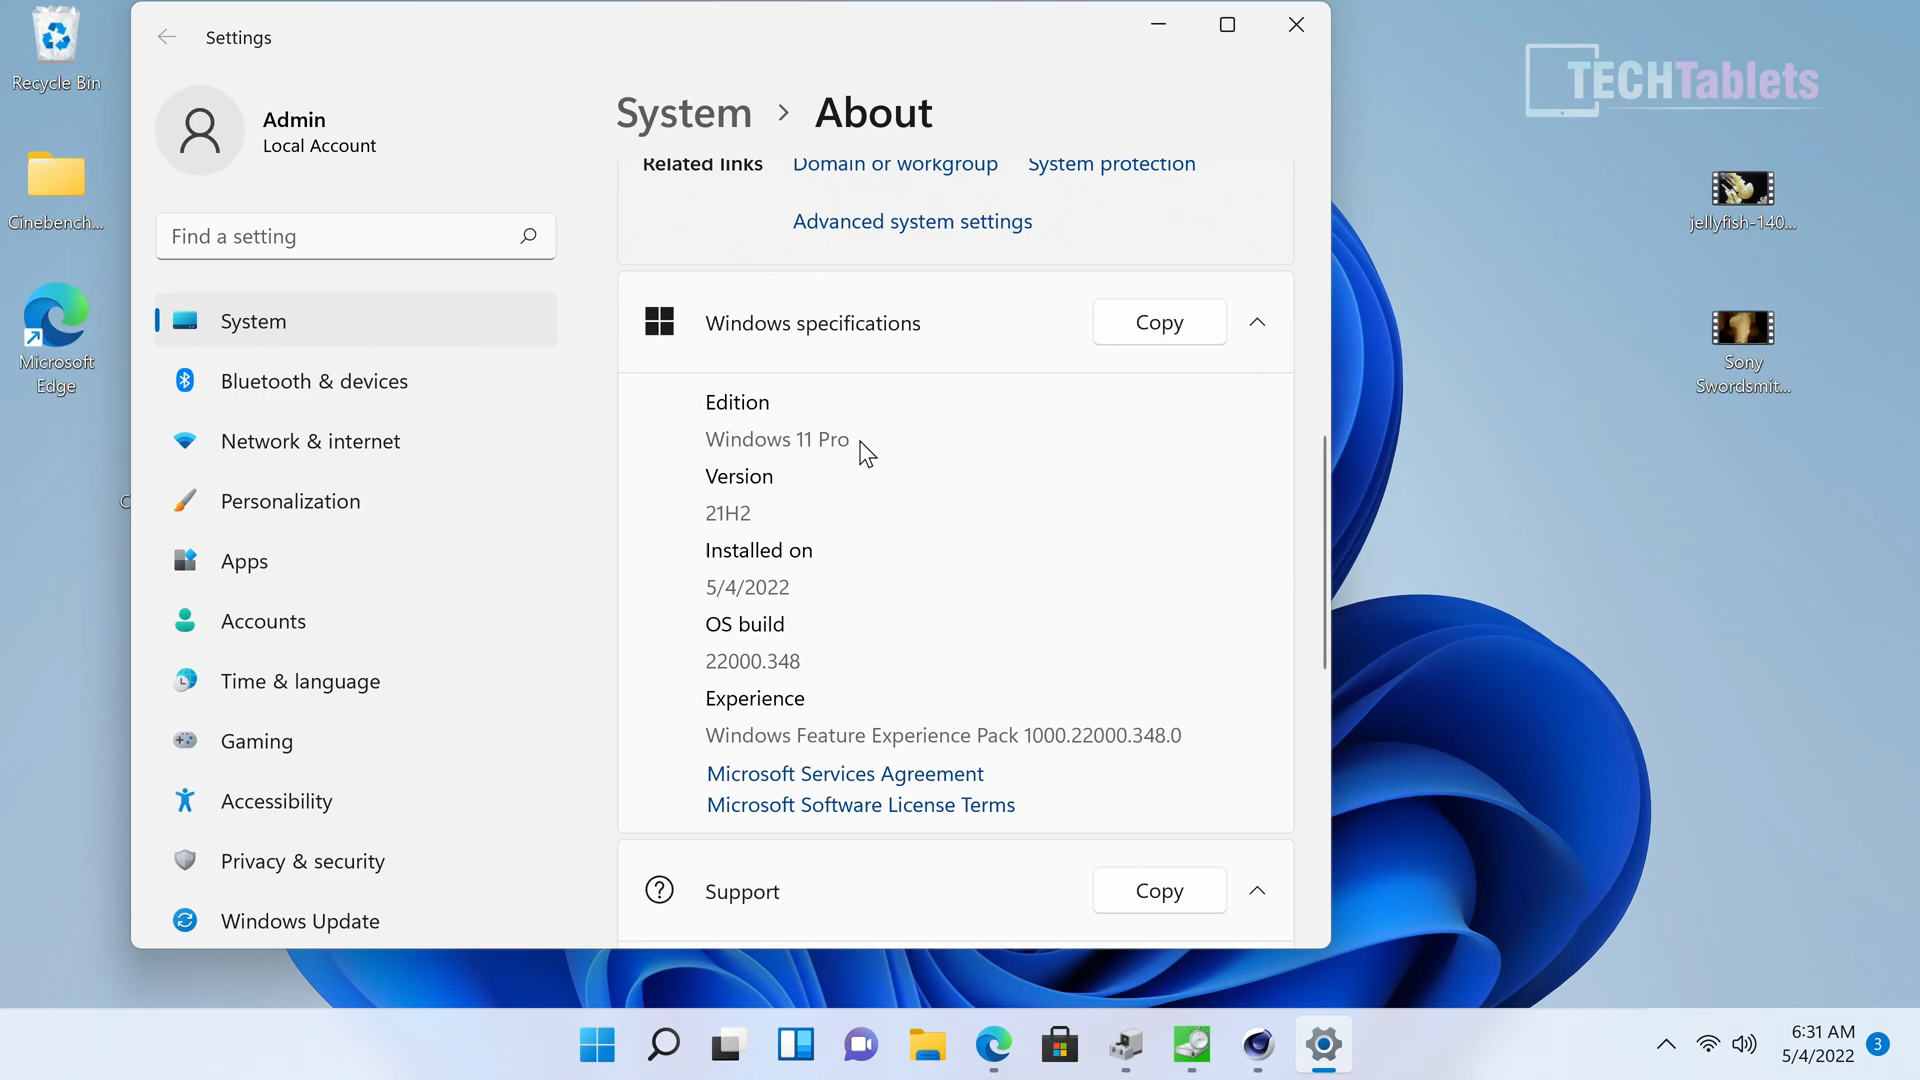 Settings
Recycle Bin
Admin
Local Account
System > About
TECHTablets
Related links Domain or workgroup System protection
Cinebench...
Find a setting
Advanced system settings
jellyfish-140...
System
Windows specifications Copy
Microsoft
Edge
Sony
Swordsmit...
Bluetooth & devices
Network & internet
Personalization
Apps
Accounts
Time & language
Gaming
Accessibility
Privacy & security
Windows Update
Edition
Windows 11 Pro
Version
21H2
Installed on
5/4/2022
OS build
22000.348
Experience
Windows Feature Experience Pack 1000.22000.348.0
Microsoft Services Agreement
Microsoft Software License Terms
Support Copy
6:31 AM
5/4/2022
3